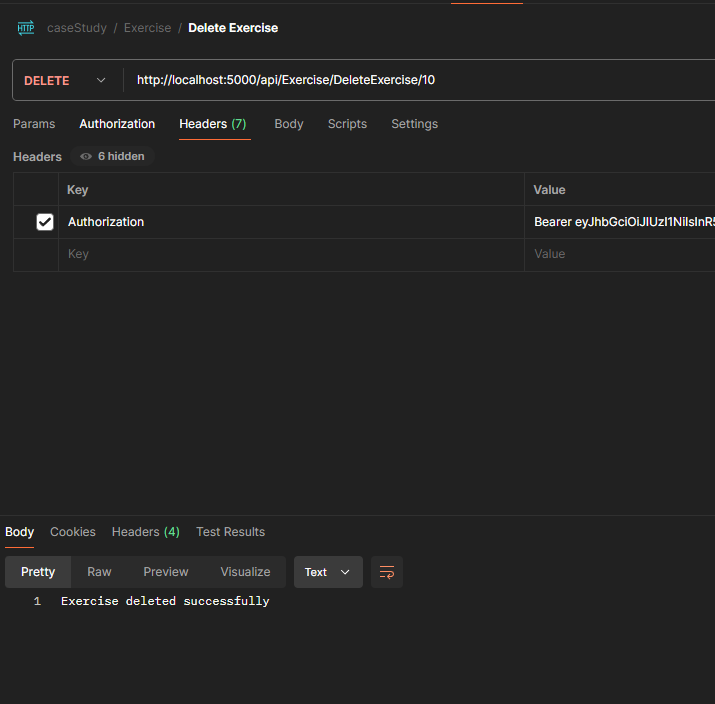 HTTP caseStudy / Exercise / Delete Exercise
DELETE http://localhost:5000/api/Exercise/DeleteExercise/10
Params Authorization Headers (7) Body Scripts Settings
Headers 6 hidden
Key Value
Authorization Bearer eyJhbGciOiJIUzI1NiIsInR5
Key Value
Body Cookies Headers (4) Test Results
Pretty Raw Preview Visualize Text
1 Exercise deleted successfully